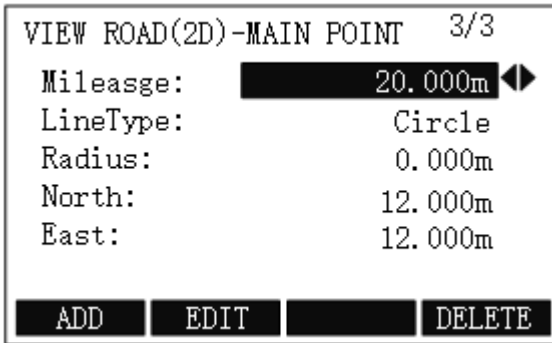 VIEW ROAD(2D)-MAIN POINT 3/3
Mileasge: 20.000m
LineType: Circle
Radius: 0.000m
North: 12.000m
East: 12.000m
ADD EDIT DELETE